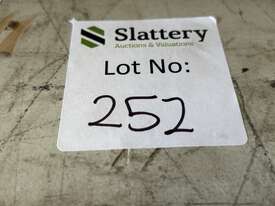 Slattery
Auctions & Valuations
Lot No:
252